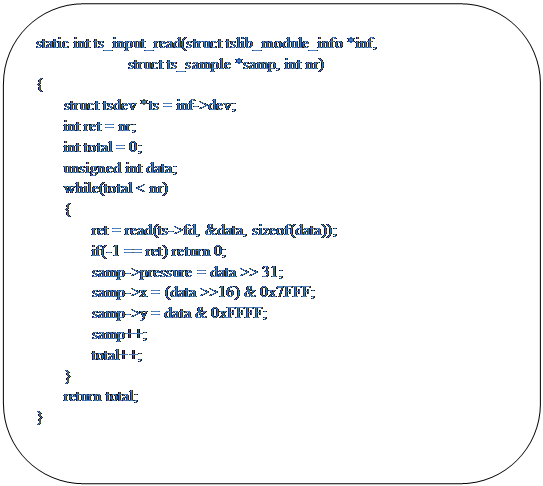 static int ts_input_read(struct tslib_module_info *inf,
struct ts_sample *samp, int nr)
{
struct tsdev *ts = inf->dev;
int ret = nr;
int total = 0;
unsigned int data;
while(total < nr)
{
ret = read(ts->fd, &data, sizeof(data));
if(-1 == ret) return 0;
samp->pressure = data >> 31;
samp->x = (data >>16) & 0x7FFF;
samp->y = data & 0xFFFF;
samp++;
total++;
}
return total;
}